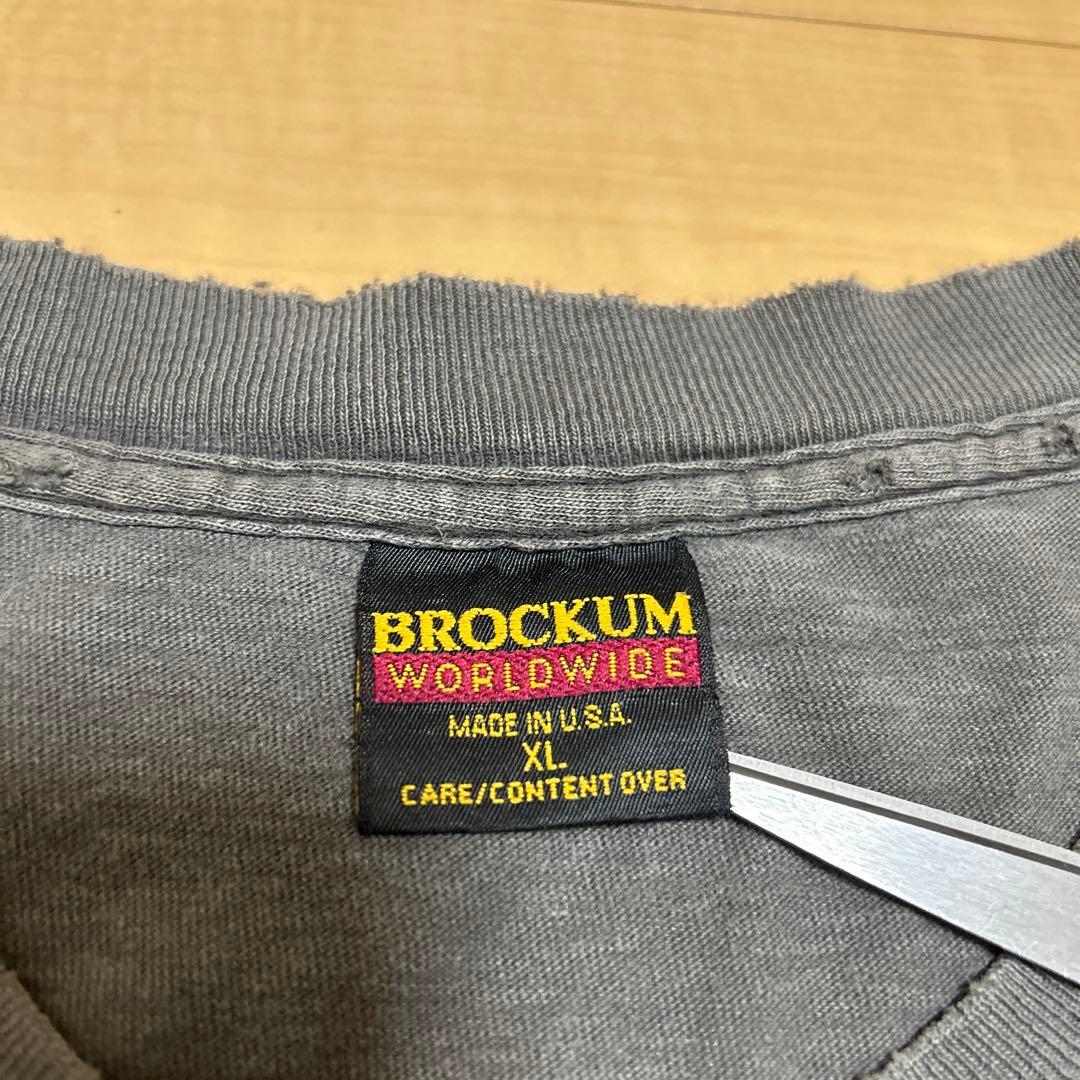 BROCKUM
WORLDWIDE
MADE IN U.S.A.
XL
CARE/CONTENT OVER